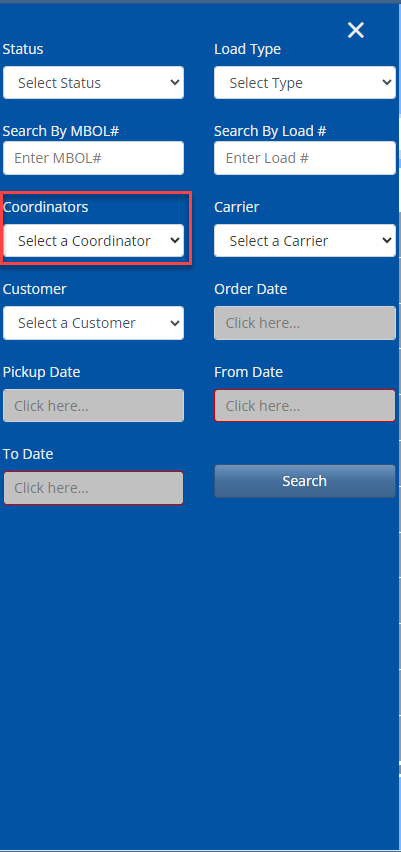 ×
Status
Load Type
Select Status
Select Type
Search By MBOL#
Search By Load #
Enter MBOL#
Enter Load #
Coordinators
Carrier
Select a Coordinator
Select a Carrier
Customer
Order Date
Select a Customer
Click here...
Pickup Date
From Date
Click here...
Click here...
To Date
Click here...
Search